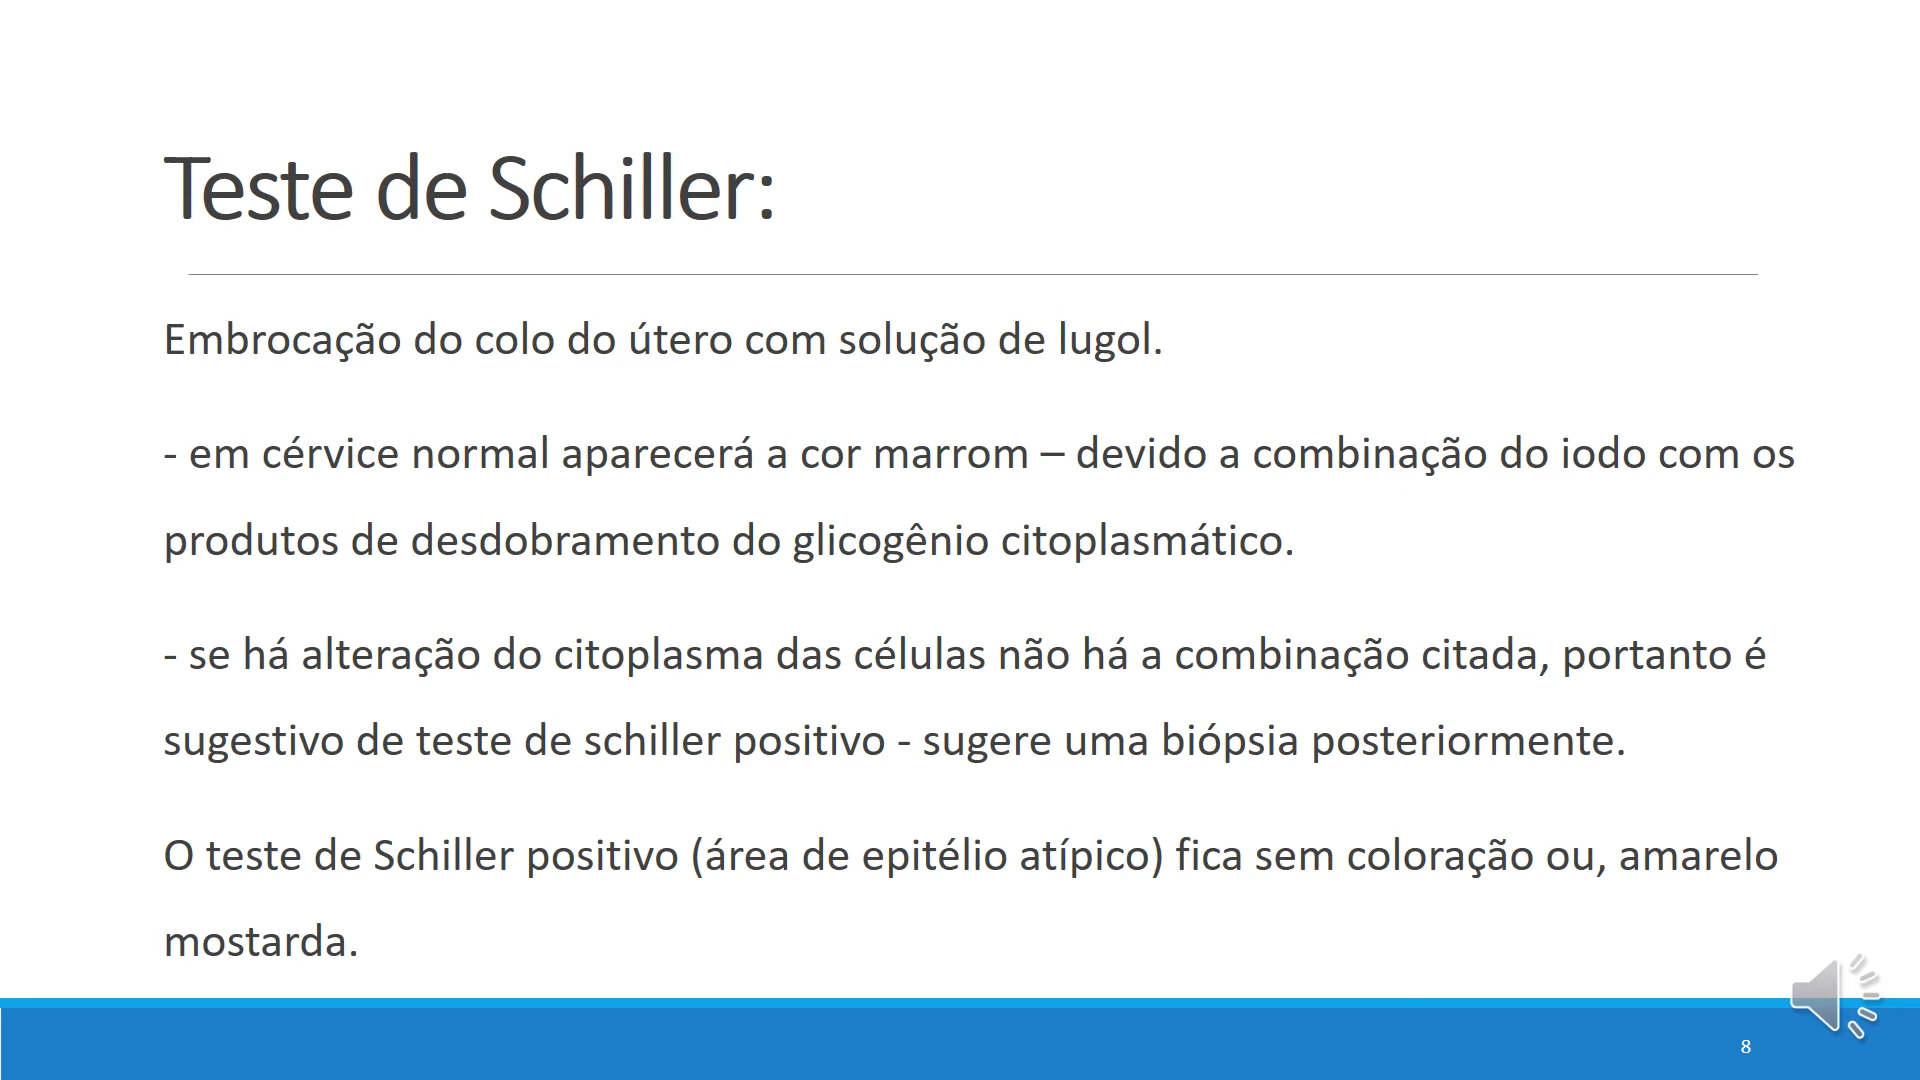 Teste de Schiller:
Embrocação do colo do útero com solução de lugol.
- em cérvice normal aparecerá a cor marrom – devido a combinação do iodo com os
produtos de desdobramento do glicogênio citoplasmático.
- se há alteração do citoplasma das células não há a combinação citada, portanto é
sugestivo de teste de schiller positivo - sugere uma biópsia posteriormente.
O teste de Schiller positivo (área de epitélio atípico) fica sem coloração ou, amarelo
mostarda.
8